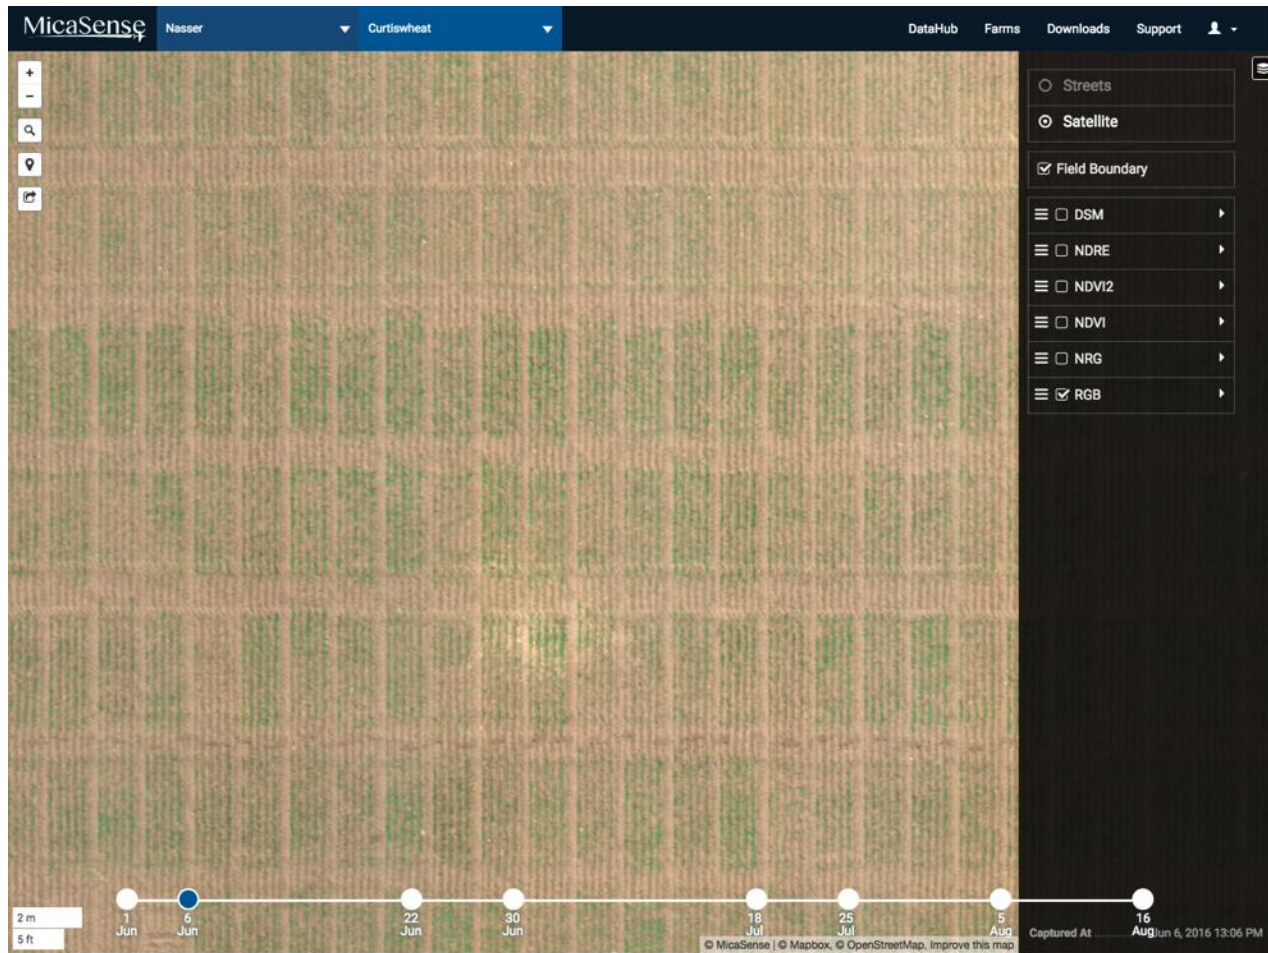 MicaSense
Nasser
Curtiswheat
DataHub Farms Downloads Support
+
−
Streets
Satellite
Field Boundary
DSM
NDRE
NDVI2
NDVI
NRG
RGB
2 m
5 ft
1 Jun
6 Jun
22 Jun
30 Jun
18 Jul
25 Jul
5 Aug
16 Aug
Captured At Jun 6, 2016 13:06 PM
© MicaSense | © Mapbox, © OpenStreetMap, Improve this map